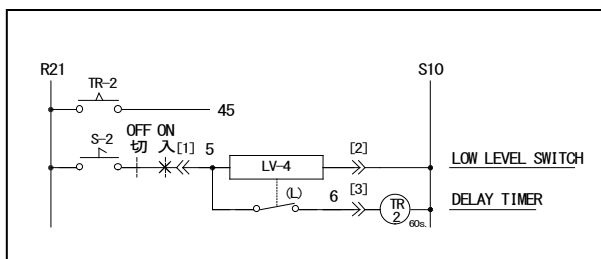 R21 S10
TR-2
45
OFF ON
S-2 切 入 [1] 5 LV-4 [2] LOW LEVEL SWITCH
(L) 6 [3] TR 2 60s. DELAY TIMER